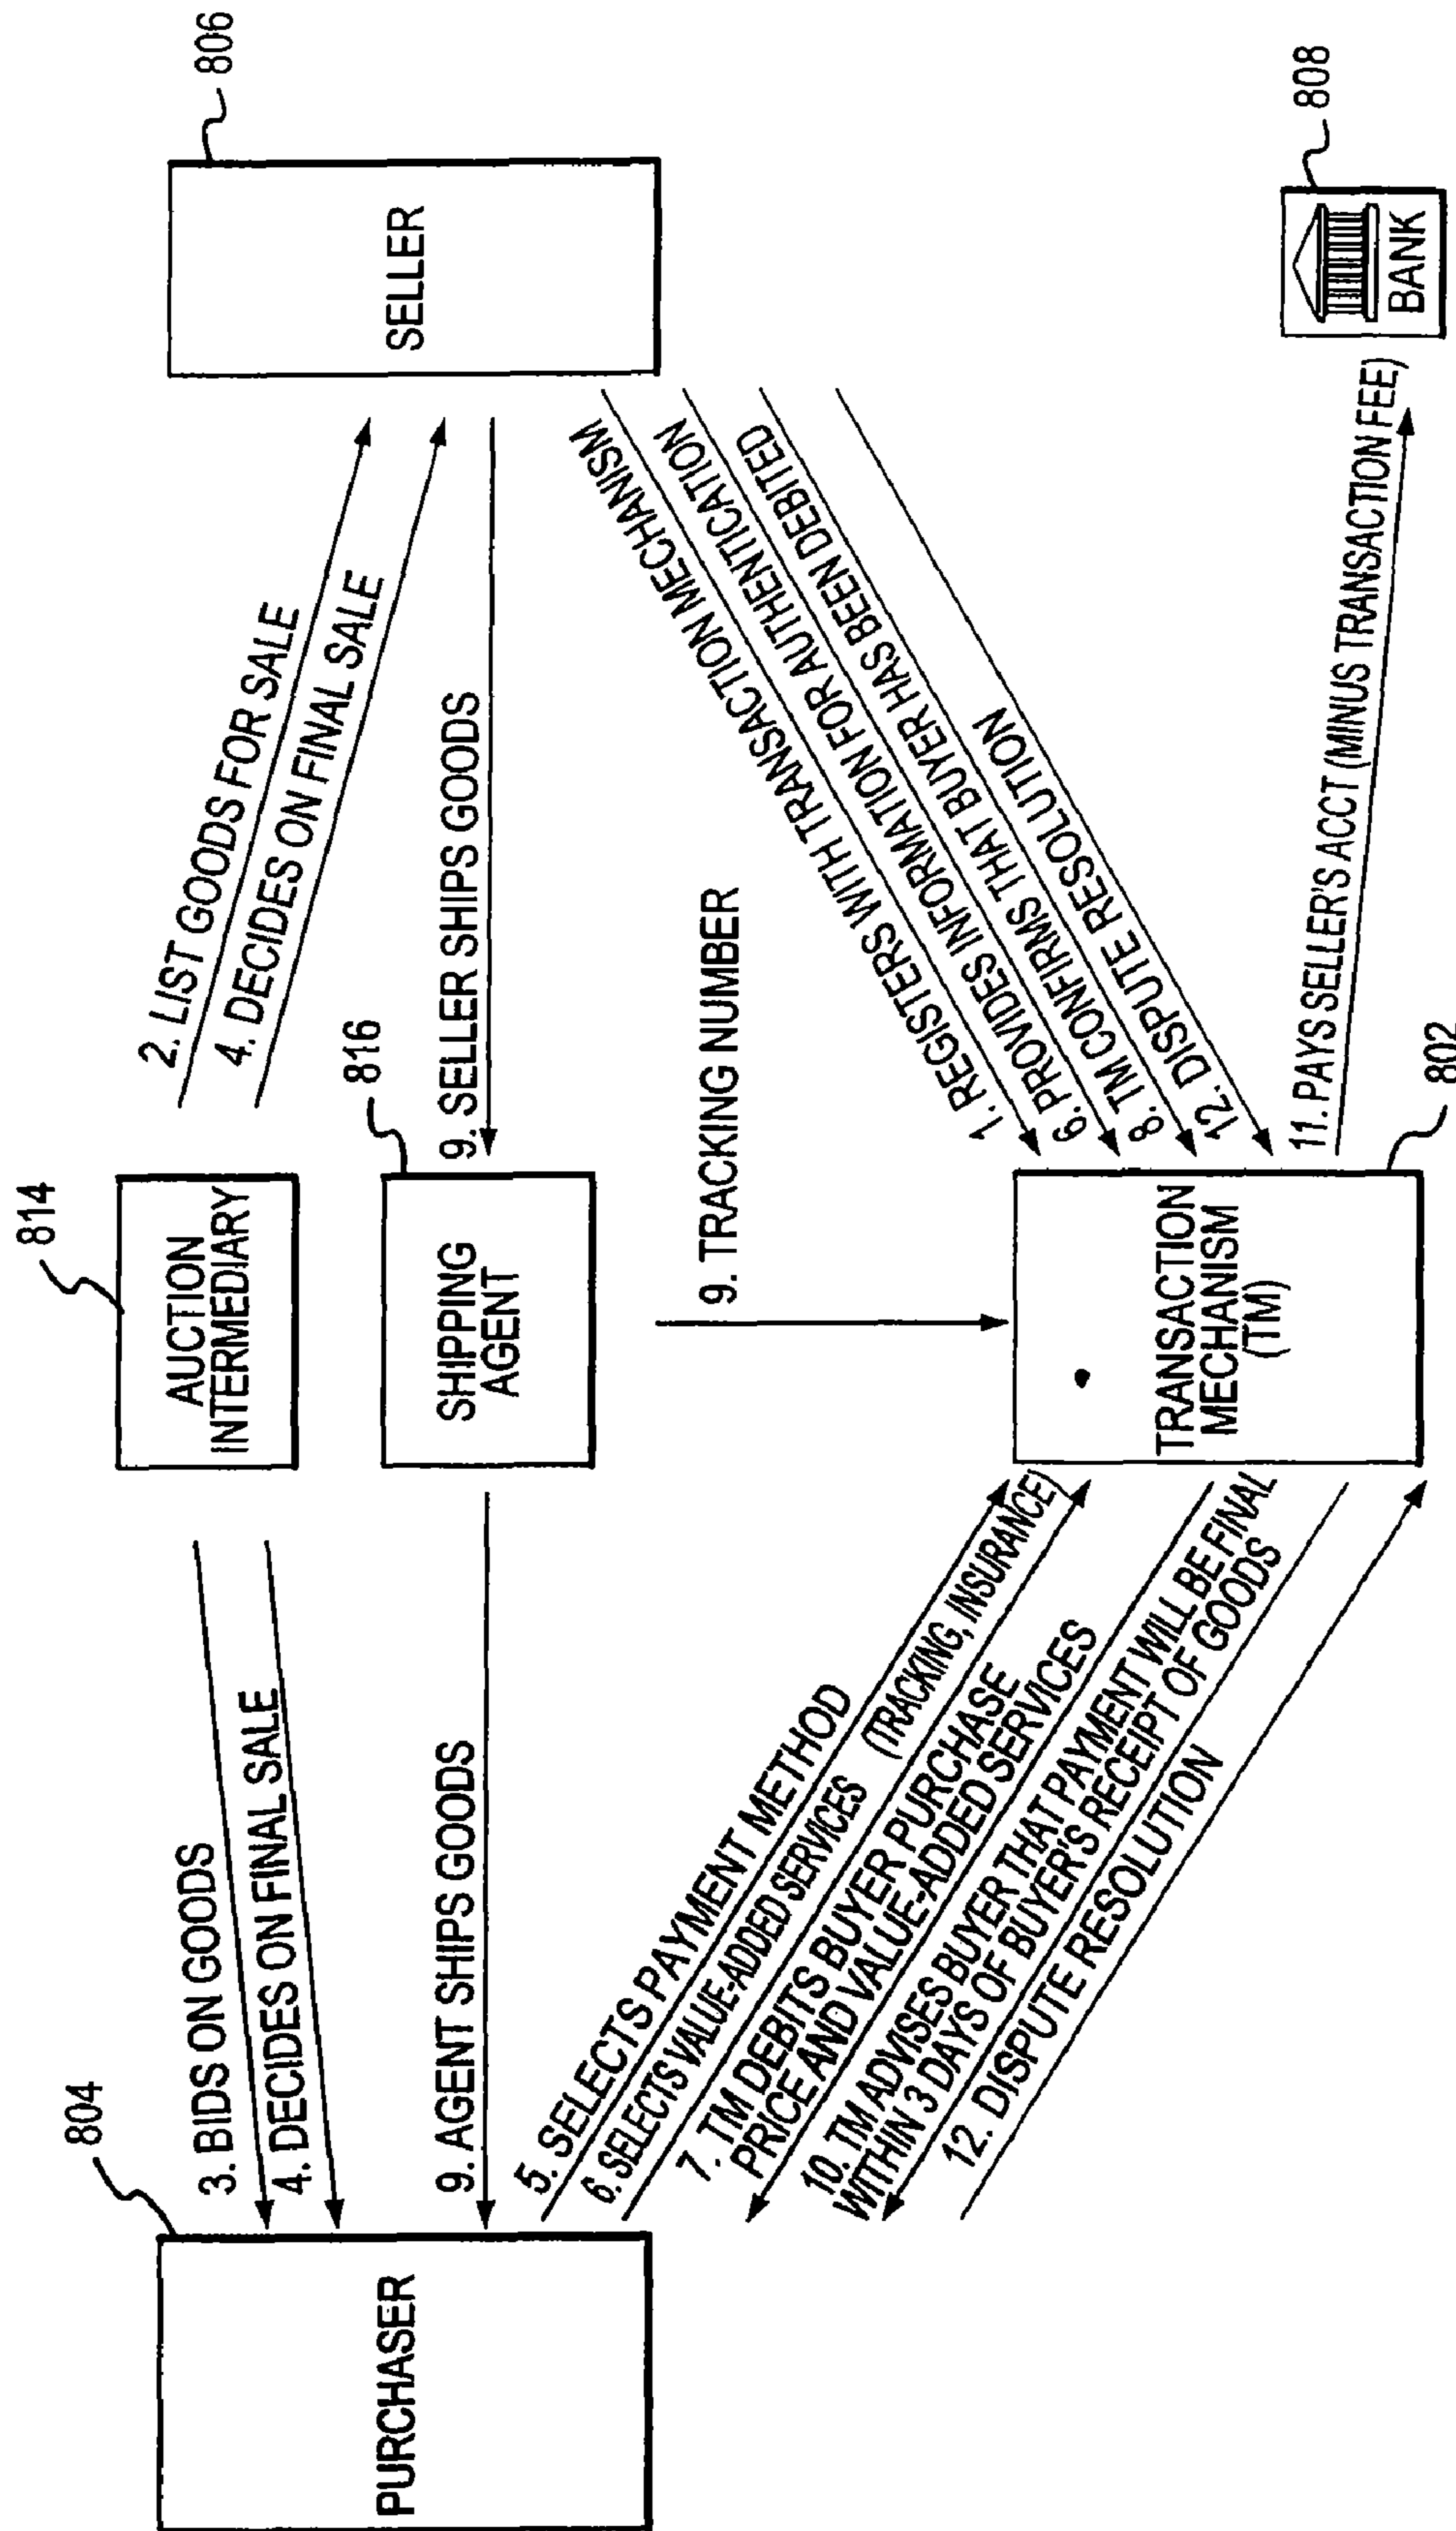 804
PURCHASER
3. BIDS ON GOODS
4. DECIDES ON FINAL SALE
9. AGENT SHIPS GOODS
814
AUCTION
INTERMEDIARY
816
SHIPPING
AGENT
2. LIST GOODS FOR SALE
4. DECIDES ON FINAL SALE
9. SELLER SHIPS GOODS
806
SELLER
9. TRACKING NUMBER
5. SELECTS PAYMENT METHOD
6. SELECTS VALUE-ADDED SERVICES (TRACKING, INSURANCE)
7. TM DEBITS BUYER PURCHASE
PRICE AND VALUE-ADDED SERVICES
10. TM ADVISES BUYER THAT PAYMENT WILL BE FINAL
WITHIN 3 DAYS OF BUYER'S RECEIPT OF GOODS
12. DISPUTE RESOLUTION
TRANSACTION
MECHANISM
(TM)
802
1. REGISTERS WITH TRANSACTION MECHANISM
6. PROVIDES INFORMATION FOR AUTHENTICATION
8. TM CONFIRMS THAT BUYER HAS BEEN DEBITED
12. DISPUTE RESOLUTION
11. PAYS SELLER'S ACCT (MINUS TRANSACTION FEE)
808
BANK